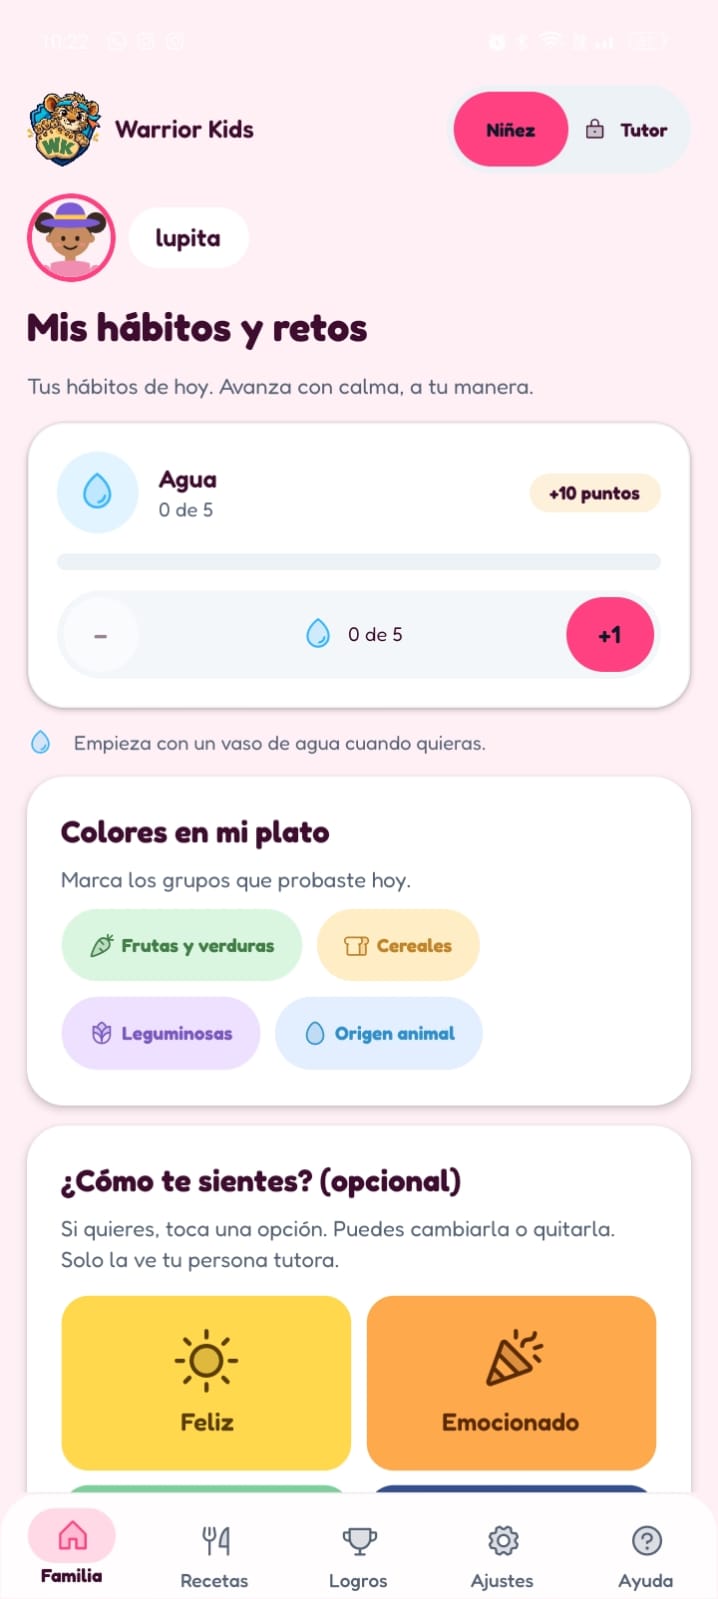 10:22
WK
Warrior Kids
Niñez
Tutor
lupita
Mis hábitos y retos
Tus hábitos de hoy. Avanza con calma, a tu manera.
Agua
0 de 5
+10 puntos
–
0 de 5
+1
Empieza con un vaso de agua cuando quieras.
Colores en mi plato
Marca los grupos que probaste hoy.
Frutas y verduras
Cereales
Leguminosas
Origen animal
¿Cómo te sientes? (opcional)
Si quieres, toca una opción. Puedes cambiarla o quitarla.
Solo la ve tu persona tutora.
Feliz
Emocionado
Familia
Recetas
Logros
Ajustes
Ayuda